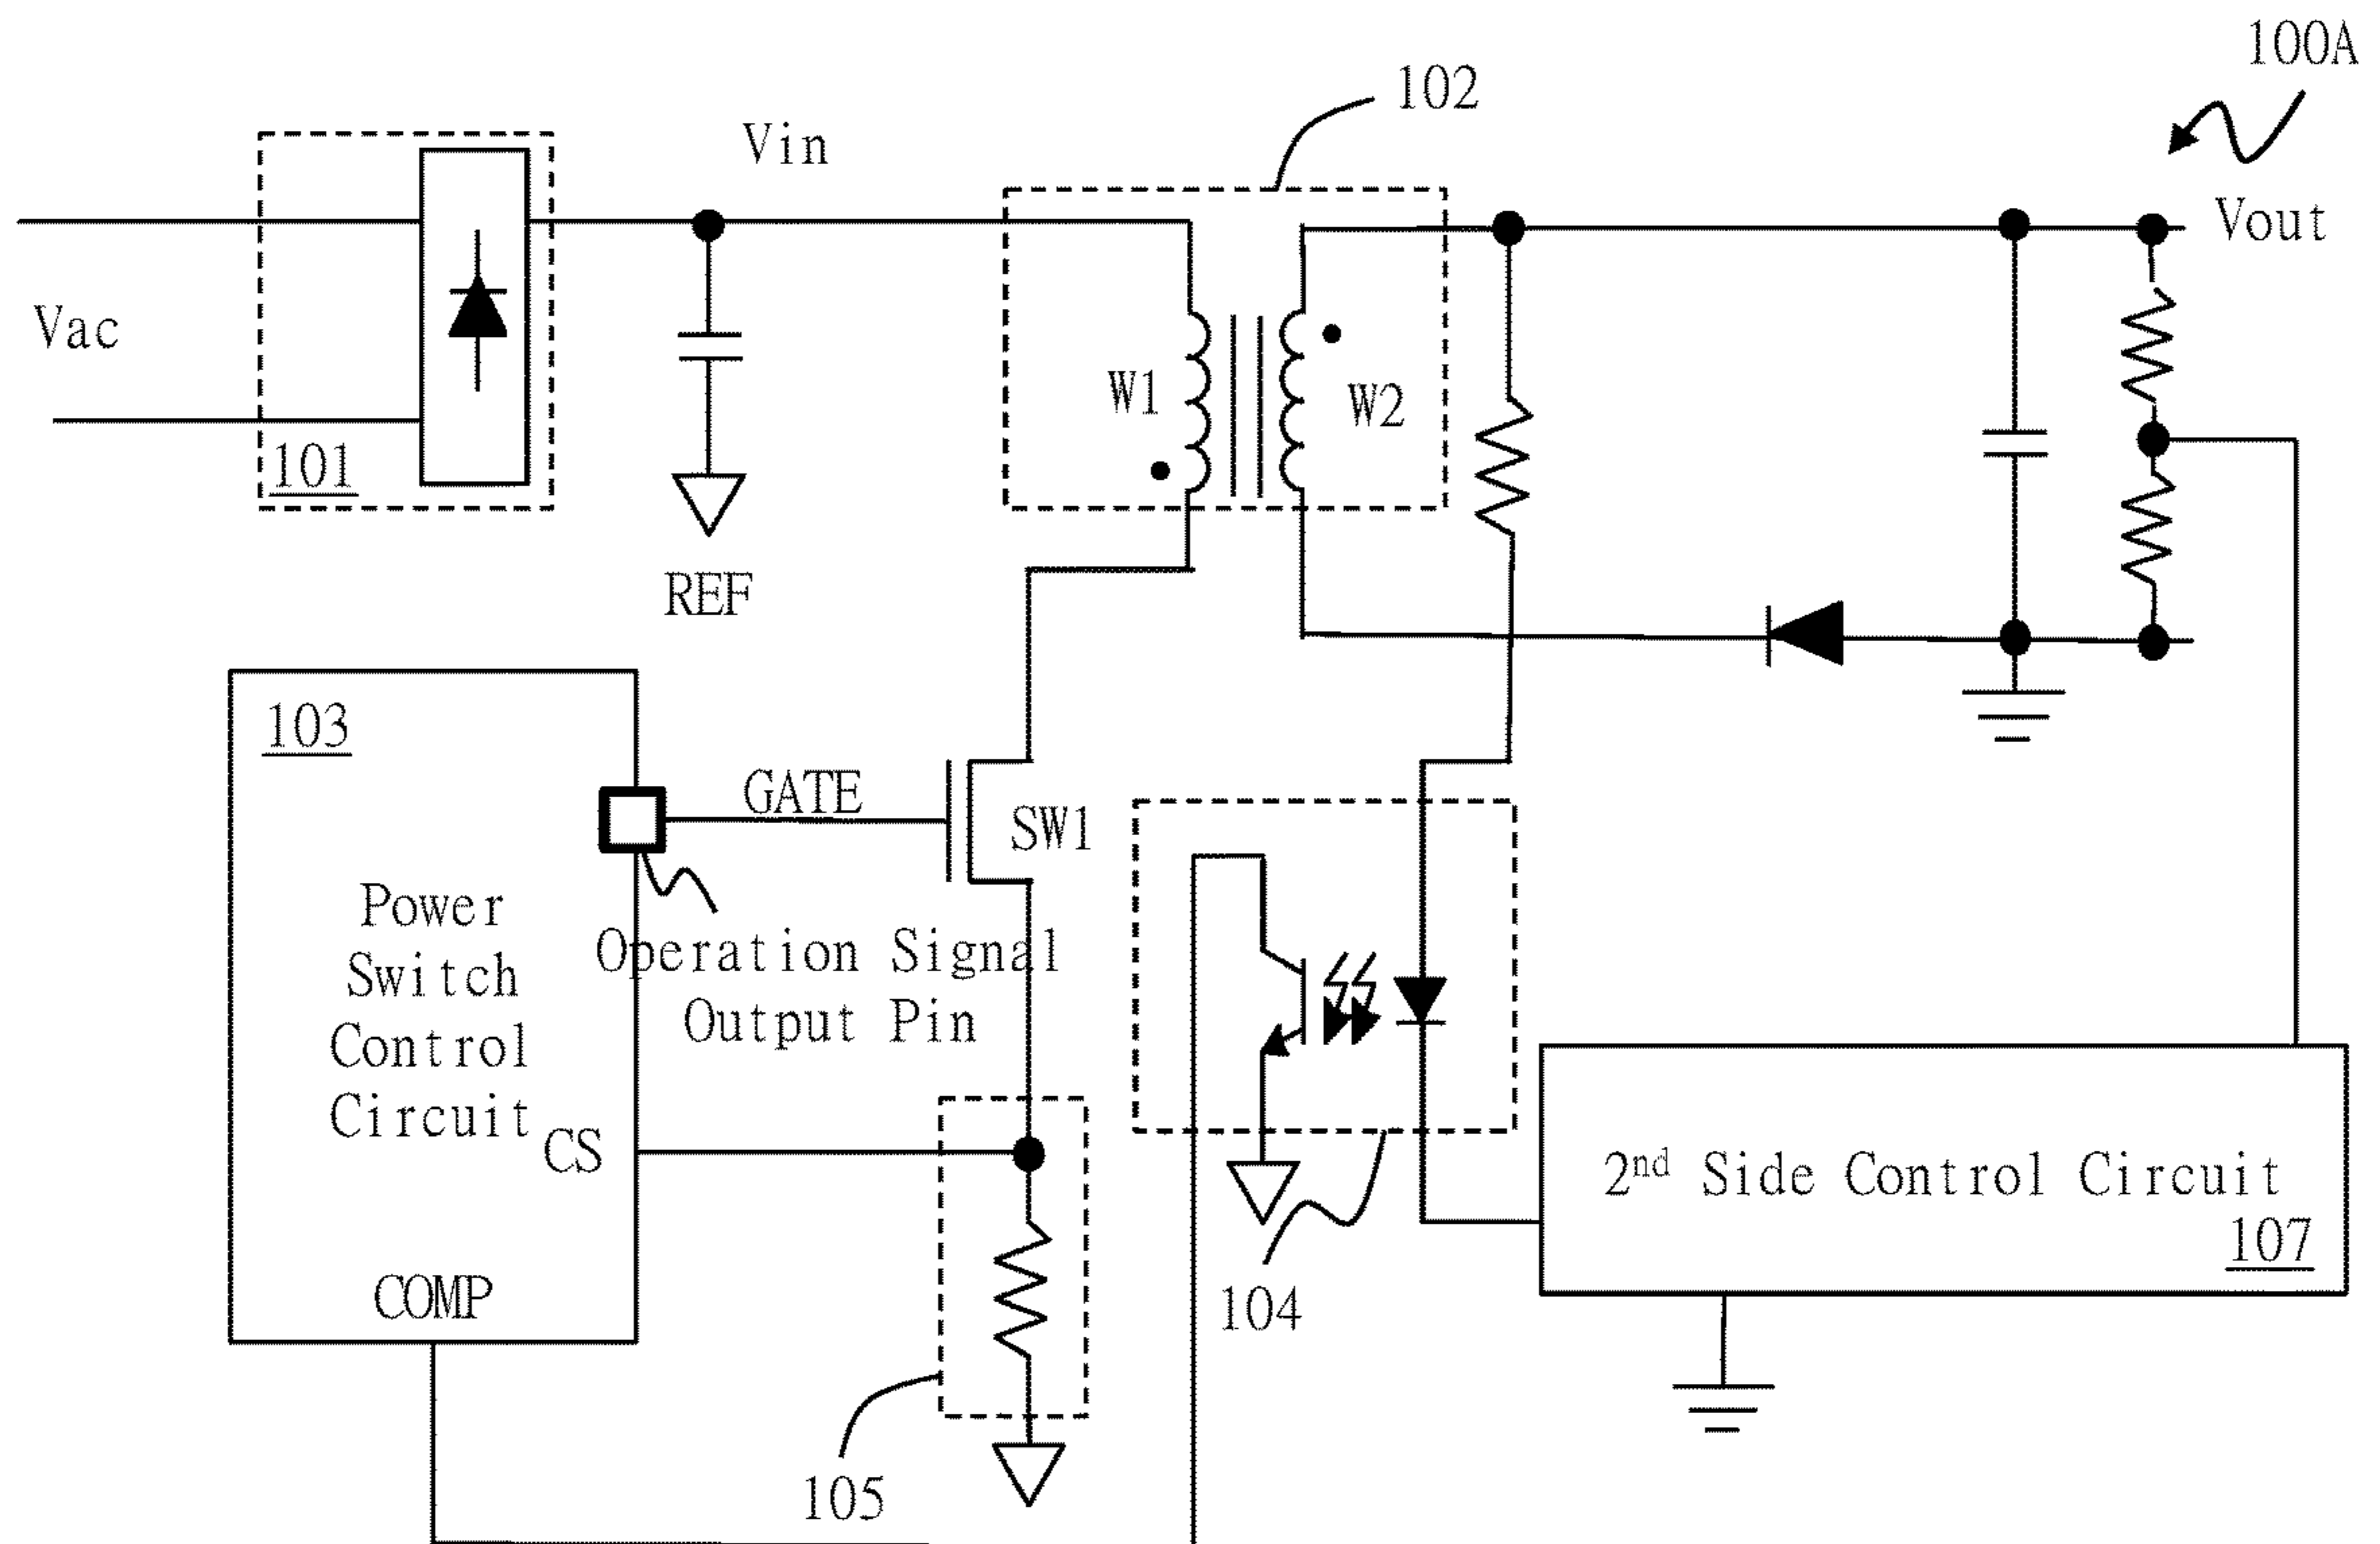 100A
102
Vin
Vout
Vac
W1
W2
101
REF
103
GATE
SW1
Power
Switch
Control
Circuit
Operation Signal
Output Pin
CS
2nd Side Control Circuit
107
COMP
104
105